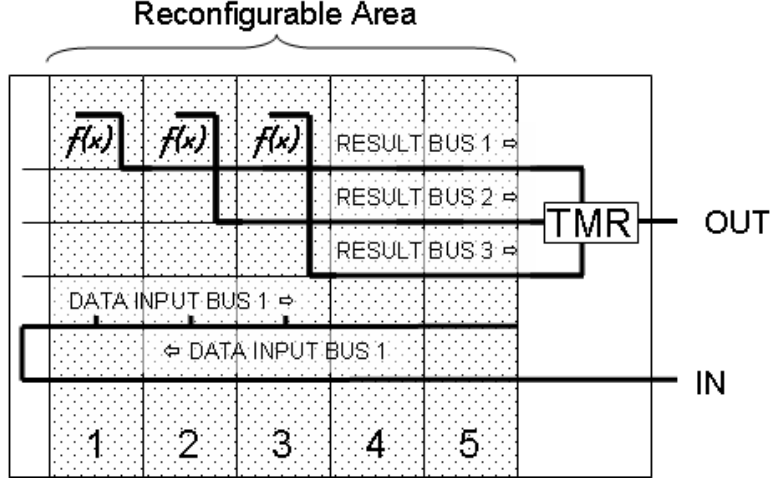 Reconfigurable Area
f(x) f(x) f(x)
RESULT BUS 1 ⇨
RESULT BUS 2 ⇨
TMR OUT
RESULT BUS 3 ⇨
DATA INPUT BUS 1 ⇨
⇦ DATA INPUT BUS 1
IN
1 2 3 4 5